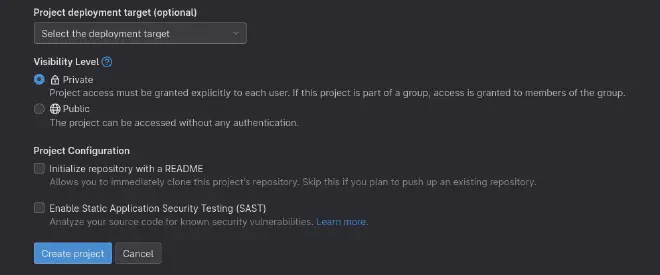 Project deployment target (optional)
Select the deployment target
Visibility Level
Private
Project access must be granted explicitly to each user. If this project is part of a group, access is granted to members of the group.
Public
The project can be accessed without any authentication.
Project Configuration
Initialize repository with a README
Allows you to immediately clone this project's repository. Skip this if you plan to push up an existing repository.
Enable Static Application Security Testing (SAST)
Analyze your source code for known security vulnerabilities. Learn more.
Create project Cancel